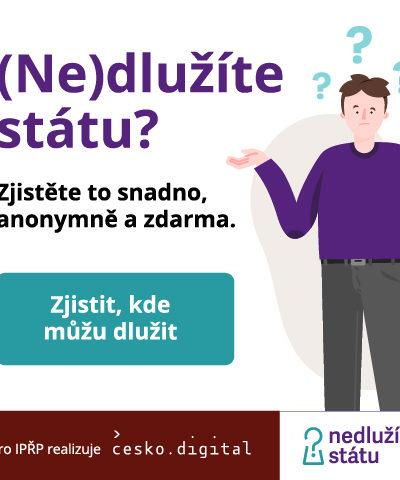 (Ne)dlužíte
státu?
Zjistěte to snadno,
anonymně a zdarma.
Zjistit, kde
můžu dlužit
ro IPŘP realizuje
cesko.digital
nedluží
státu